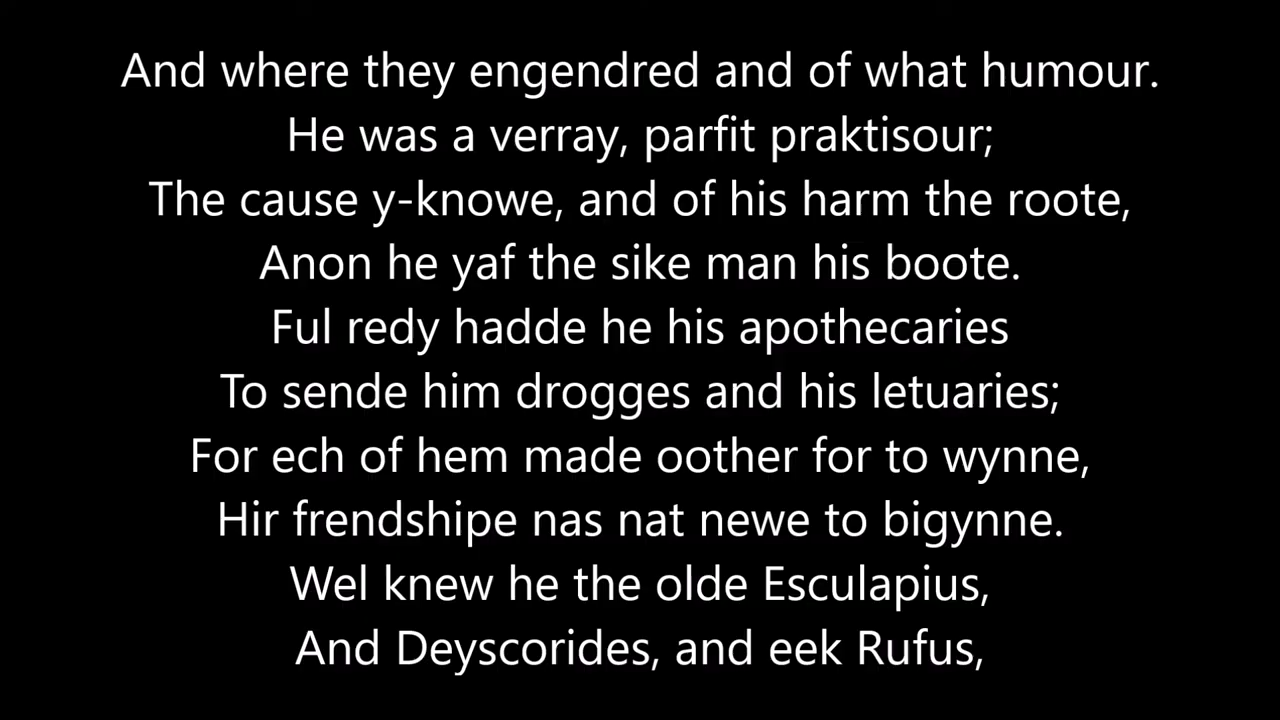 And where they engendred and of what humour.
He was a verray, parfit praktisour;
The cause y-knowe, and of his harm the roote,
Anon he yaf the sike man his boote.
Ful redy hadde he his apothecaries
To sende him drogges and his letuaries;
For ech of hem made oother for to wynne,
Hir frendshipe nas nat newe to bigynne.
Wel knew he the olde Esculapius,
And Deyscorides, and eek Rufus,